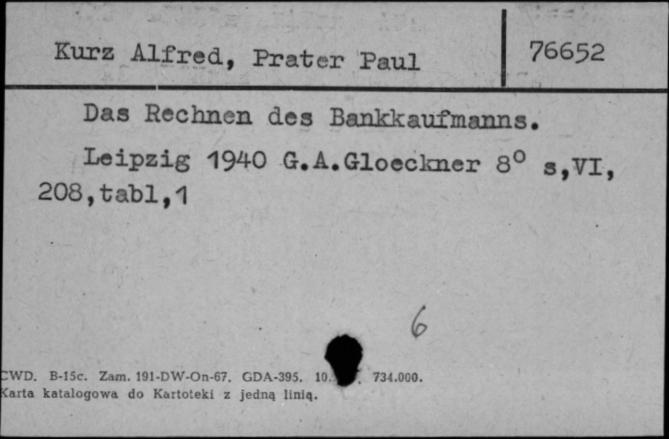 Kurz Alfred, Prater Paul
76652
Das Rechnen des Bankkaufmanns.
Leipzig 1940 G.A.Gloeckner 8° s,VI,
208,tabl,1
6
CWD. B-15c. Zam. 191-DW-On-67. GDA-395. 10. 734.000.
Karta katalogowa do Kartoteki z jedną linią.